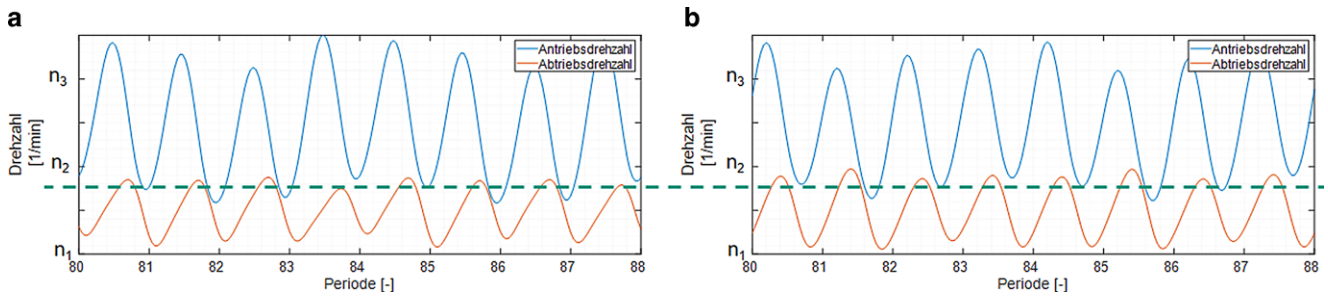 a
n3
n2
n1
Drehzahl
[1/min]
Antriebsdrehzahl
Abtriebsdrehzahl
80 81 82 83 84 85 86 87 88
Periode [-]
b
n3
n2
n1
Drehzahl
[1/min]
Antriebsdrehzahl
Abtriebsdrehzahl
80 81 82 83 84 85 86 87 88
Periode [-]